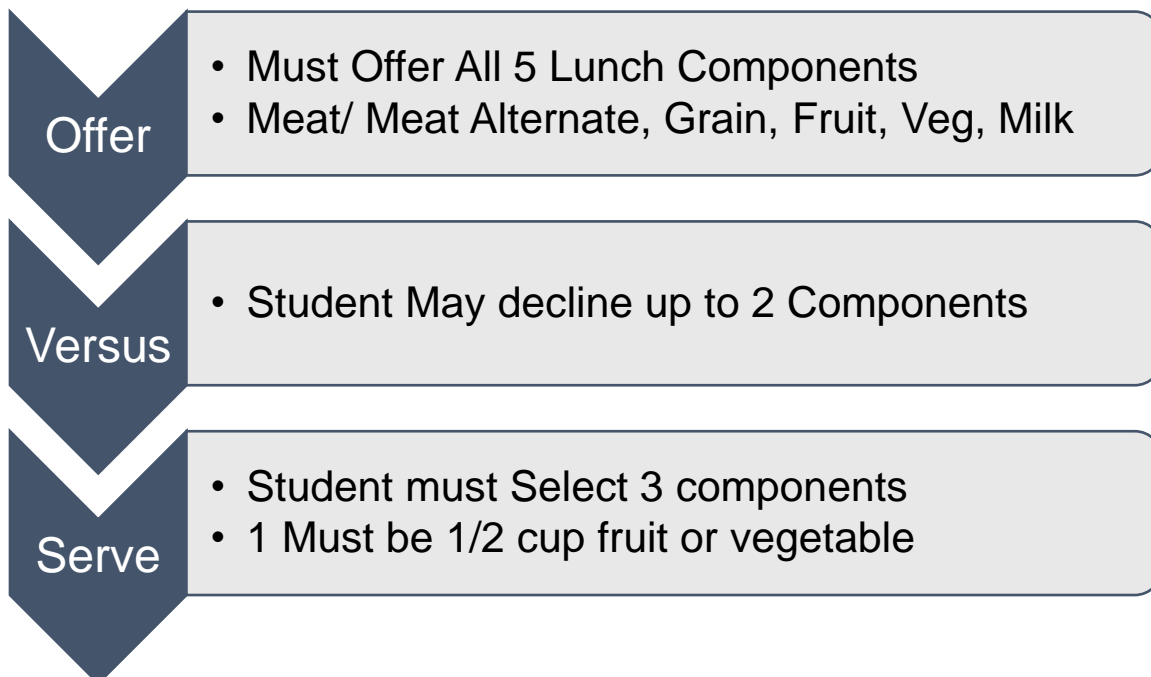 Offer
• Must Offer All 5 Lunch Components
• Meat/ Meat Alternate, Grain, Fruit, Veg, Milk
Versus
• Student May decline up to 2 Components
Serve
• Student must Select 3 components
• 1 Must be 1/2 cup fruit or vegetable